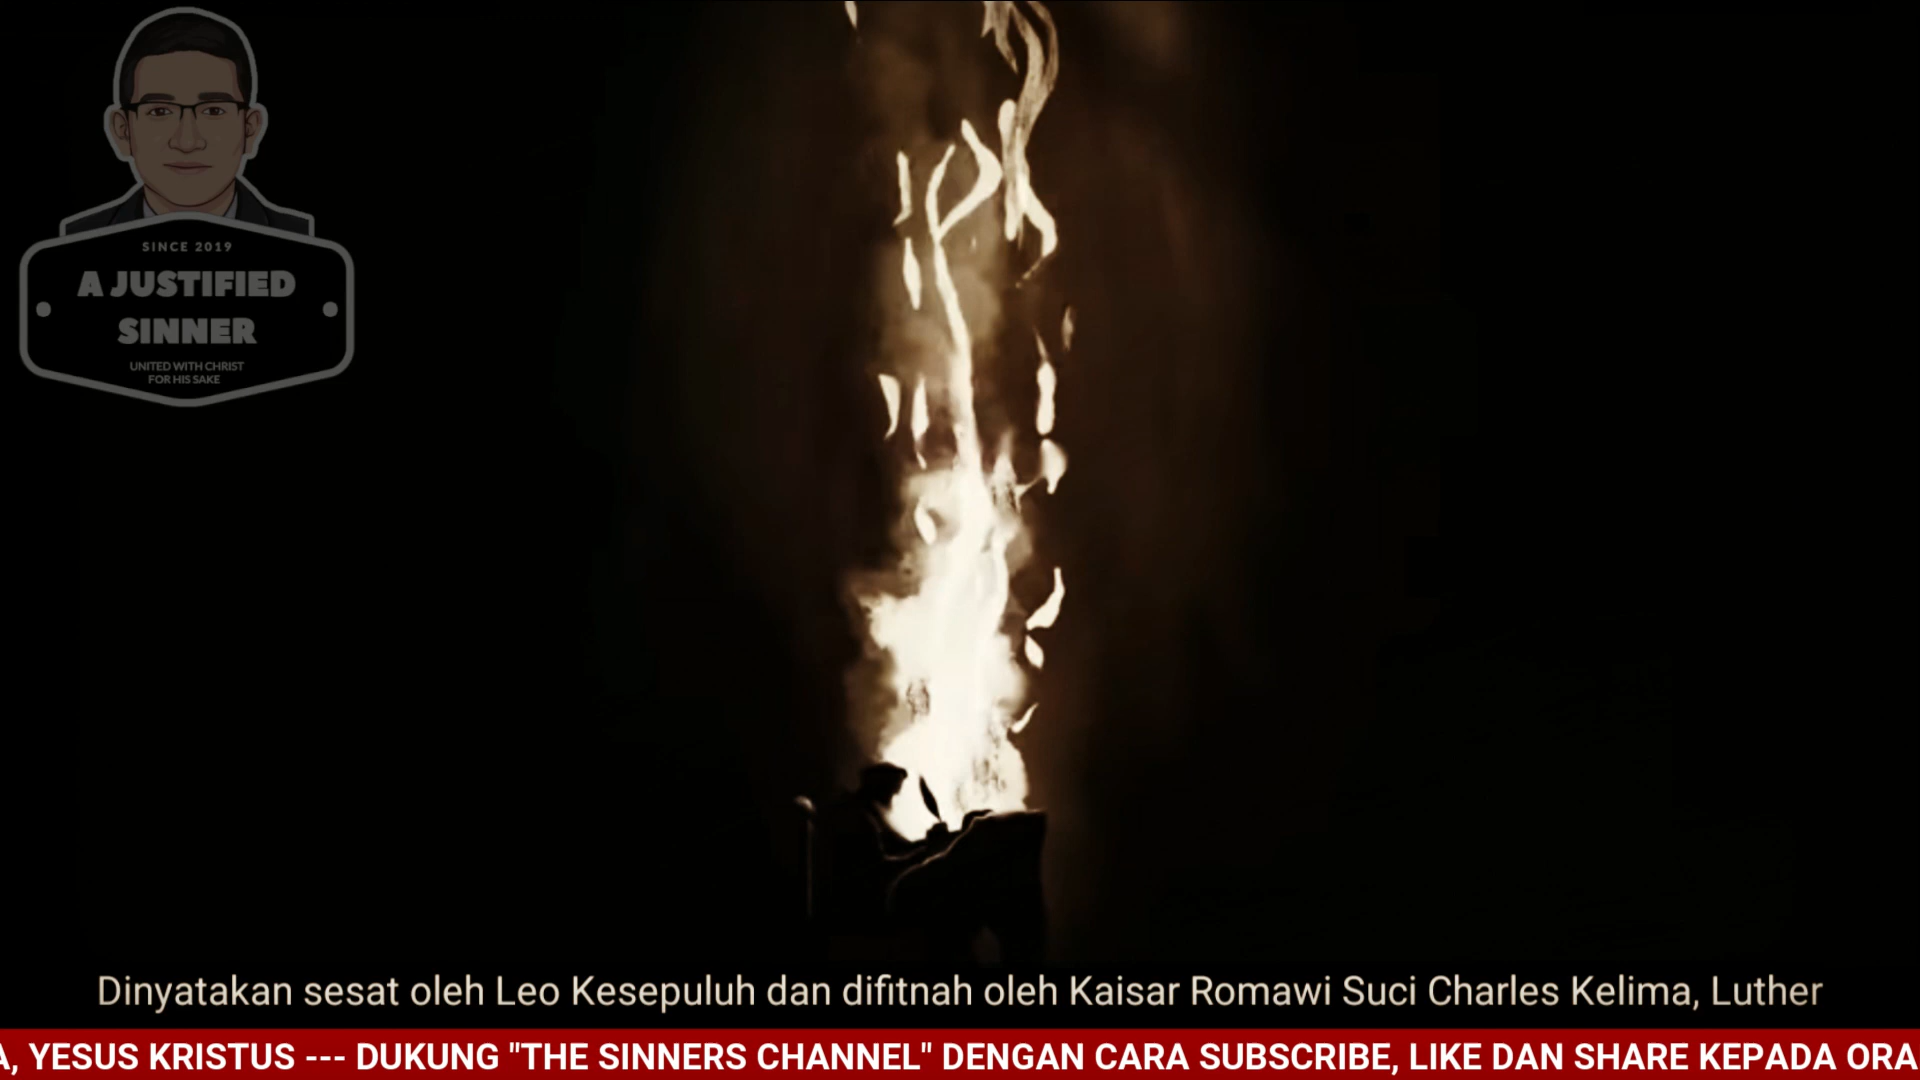 SINCE 2019
A JUSTIFIED
SINNER
UNITED WITH CHRIST
FOR HIS SAKE
Dinyatakan sesat oleh Leo Kesepuluh dan difitnah oleh Kaisar Romawi Suci Charles Kelima, Luther
A, YESUS KRISTUS --- DUKUNG "THE SINNERS CHANNEL" DENGAN CARA SUBSCRIBE, LIKE DAN SHARE KEPADA ORA